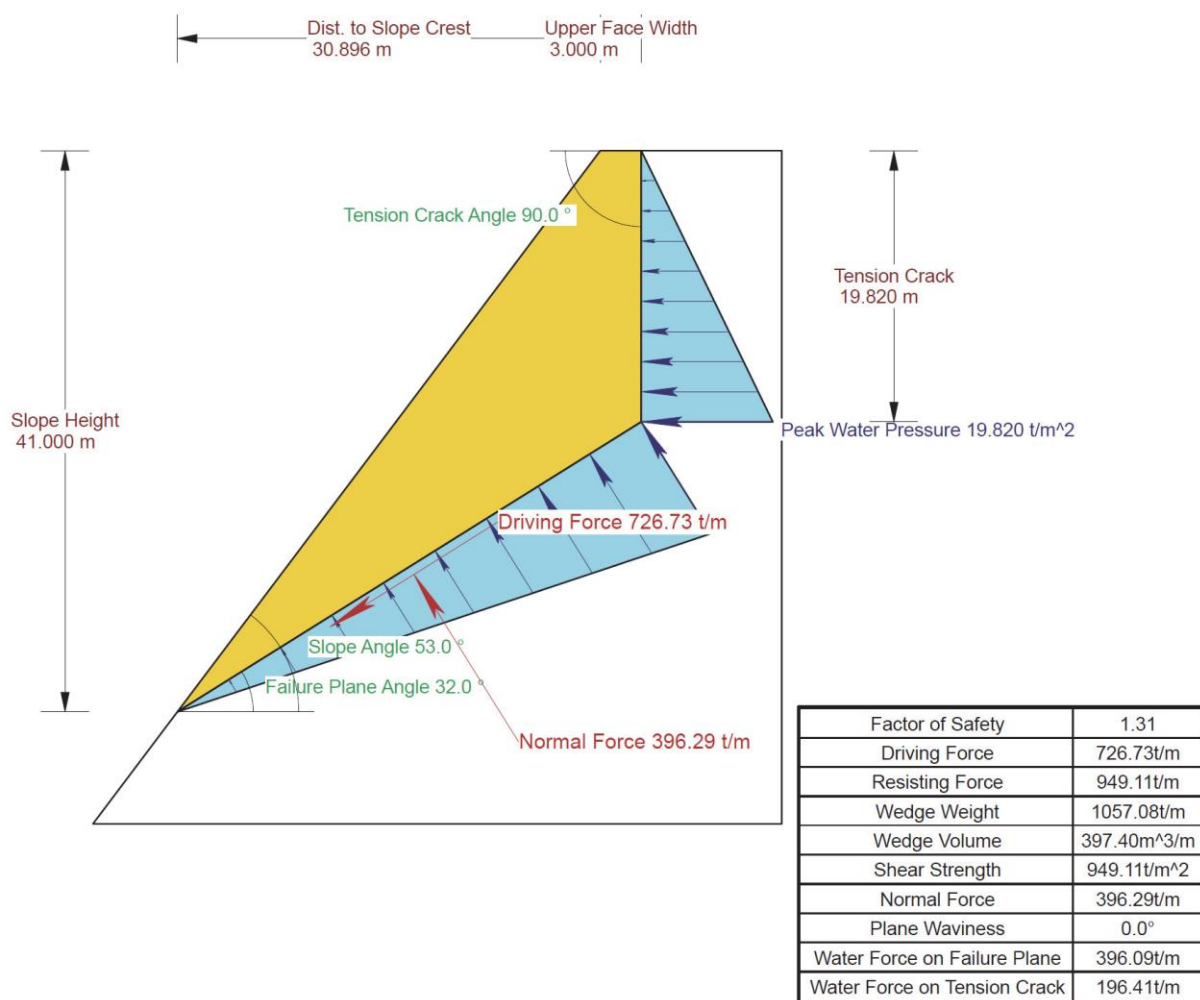 Dist. to Slope Crest
30.896 m
Upper Face Width
3.000 m
Tension Crack Angle 90.0 °
Tension Crack
19.820 m
Slope Height
41.000 m
Peak Water Pressure 19.820 t/m^2
Driving Force 726.73 t/m
Slope Angle 53.0 °
Failure Plane Angle 32.0 °
Normal Force 396.29 t/m
Factor of Safety 1.31
Driving Force 726.73t/m
Resisting Force 949.11t/m
Wedge Weight 1057.08t/m
Wedge Volume 397.40m^3/m
Shear Strength 949.11t/m^2
Normal Force 396.29t/m
Plane Waviness 0.0°
Water Force on Failure Plane 396.09t/m
Water Force on Tension Crack 196.41t/m